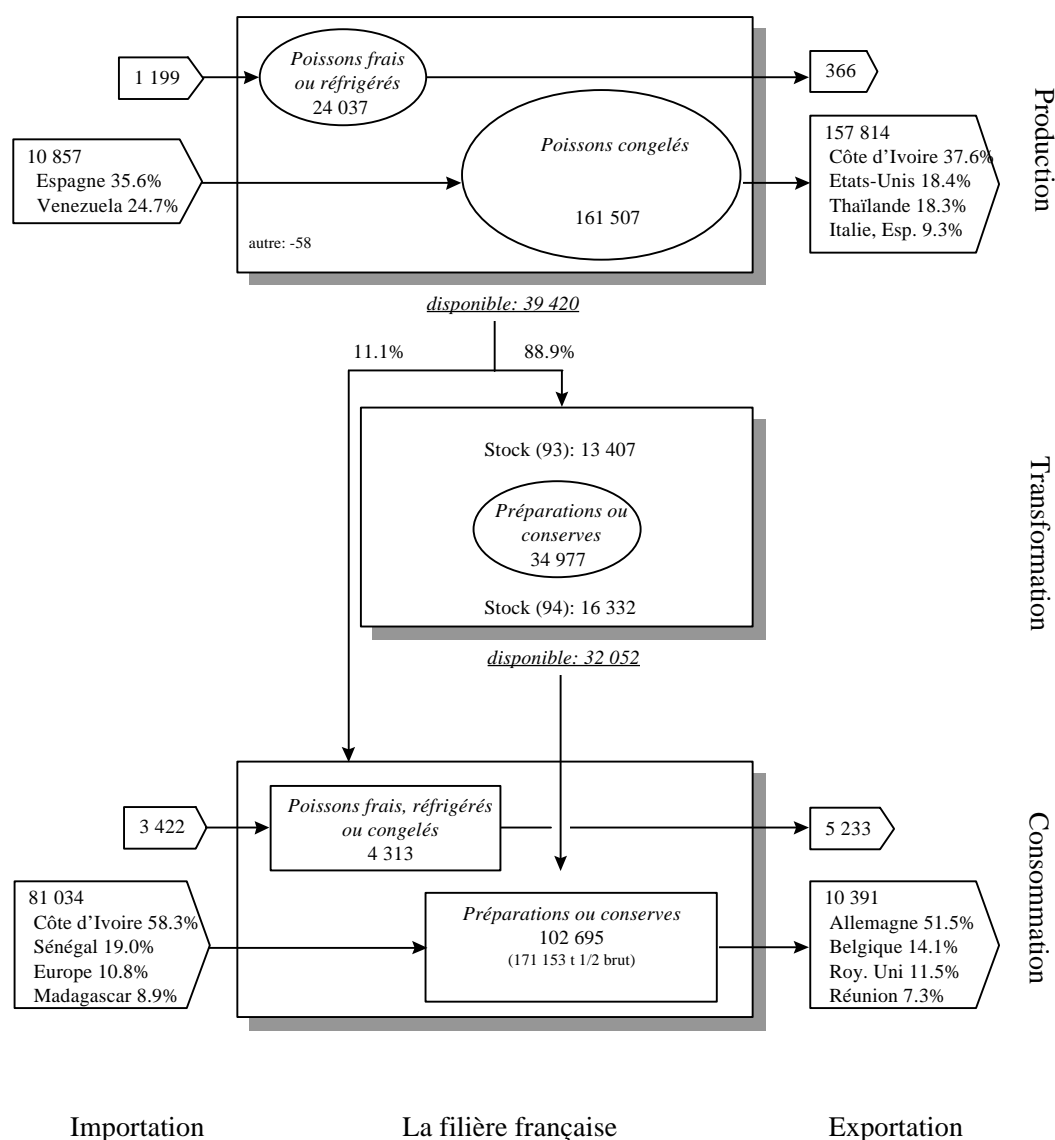 1 199
Poissons frais
ou réfrigérés
24 037
366
Production
10 857
Espagne 35.6%
Venezuela 24.7%
Poissons congelés
161 507
157 814
Côte d'Ivoire 37.6%
Etats-Unis 18.4%
Thaïlande 18.3%
Italie, Esp. 9.3%
autre: -58
disponible: 39 420
11.1%
88.9%
Stock (93): 13 407
Préparations ou
conserves
34 977
Stock (94): 16 332
Transformation
disponible: 32 052
3 422
Poissons frais, réfrigérés
ou congelés
4 313
5 233
Consommation
81 034
Côte d'Ivoire 58.3%
Sénégal 19.0%
Europe 10.8%
Madagascar 8.9%
Préparations ou conserves
102 695
(171 153 t 1/2 brut)
10 391
Allemagne 51.5%
Belgique 14.1%
Roy. Uni 11.5%
Réunion 7.3%
Importation
La filière française
Exportation